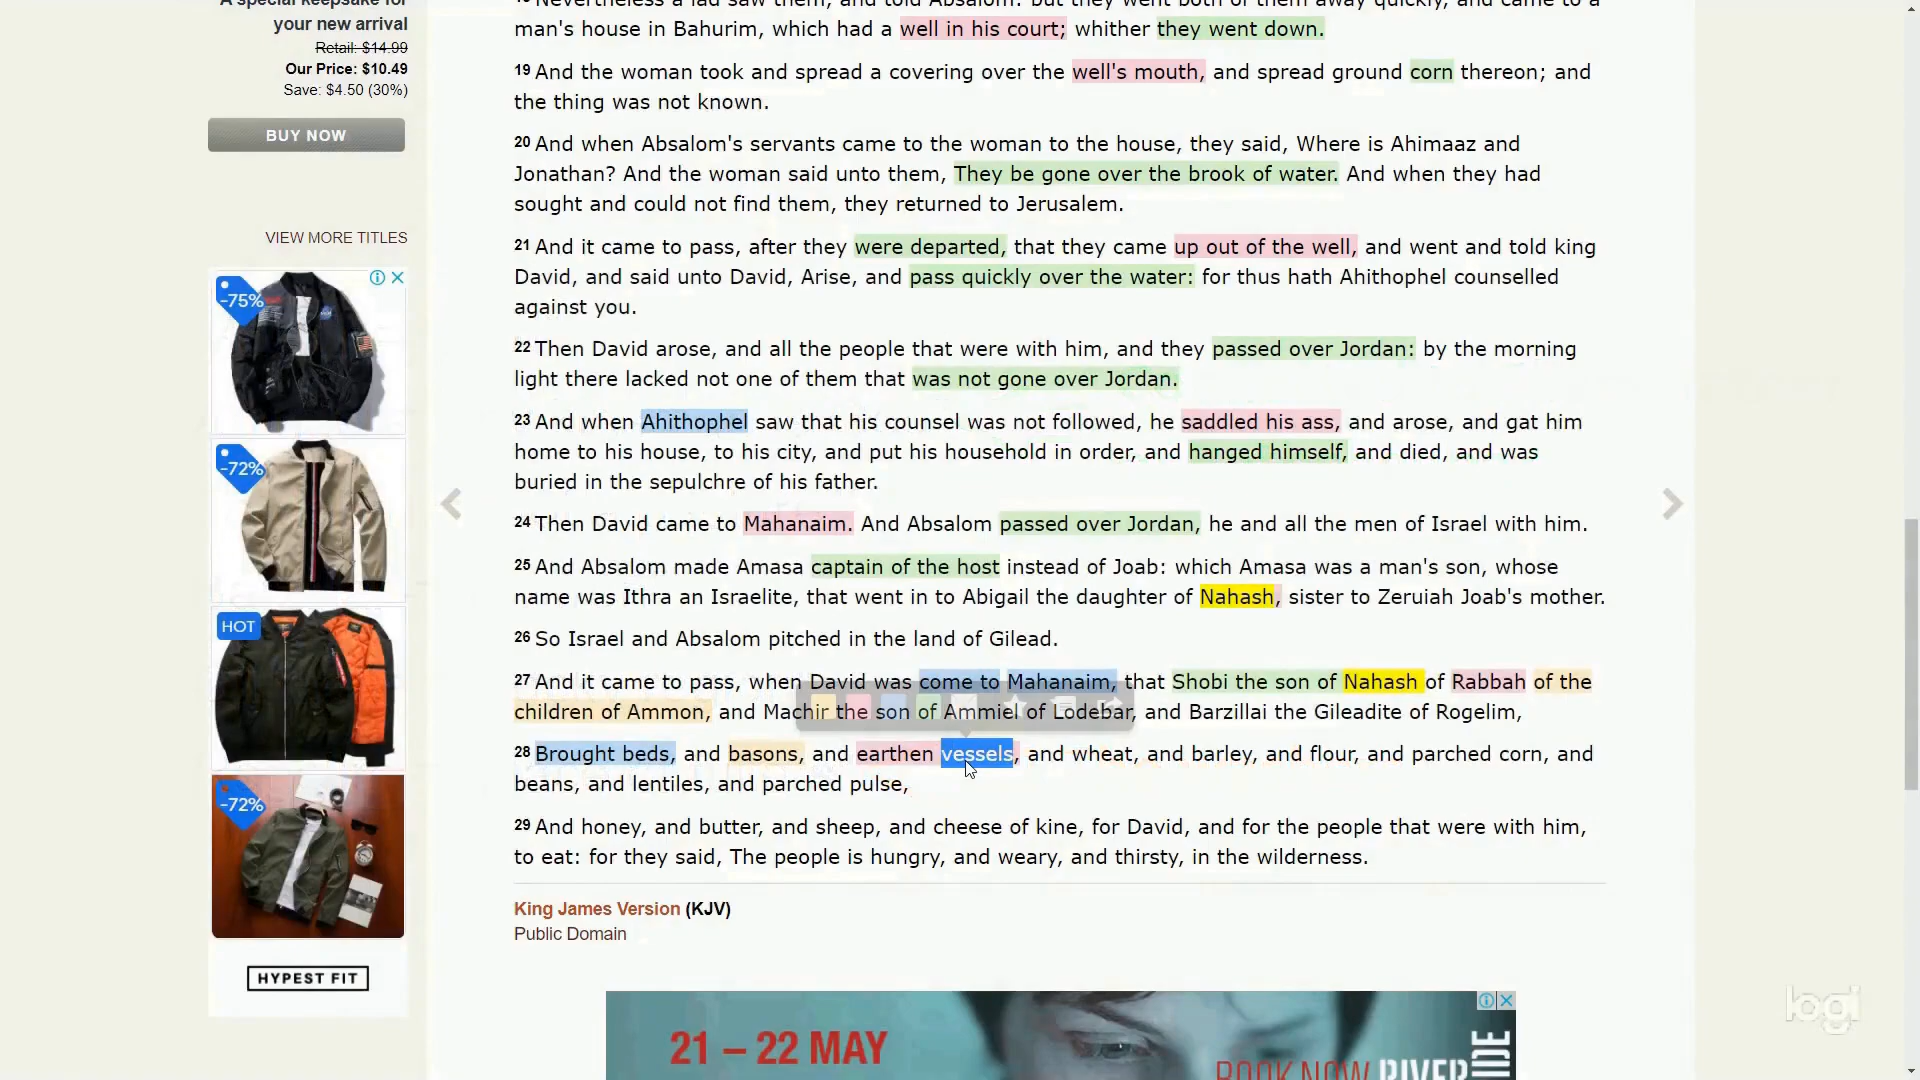 A special keepsake for
your new arrival
Retail: $14.99
Our Price: $10.49
Save: $4.50 (30%)
BUY NOW
VIEW MORE TITLES
-75%
-72%
HOT
-72%
HYPEST FIT
Nevertheless a lad saw them, and told Absalom: but they went both of them away quickly, and came to a
man's house in Bahurim, which had a well in his court; whither they went down.
19 And the woman took and spread a covering over the well's mouth, and spread ground corn thereon; and
the thing was not known.
20 And when Absalom's servants came to the woman to the house, they said, Where is Ahimaaz and
Jonathan? And the woman said unto them, They be gone over the brook of water. And when they had
sought and could not find them, they returned to Jerusalem.
21 And it came to pass, after they were departed, that they came up out of the well, and went and told king
David, and said unto David, Arise, and pass quickly over the water: for thus hath Ahithophel counselled
against you.
22 Then David arose, and all the people that were with him, and they passed over Jordan: by the morning
light there lacked not one of them that was not gone over Jordan.
23 And when Ahithophel saw that his counsel was not followed, he saddled his ass, and arose, and gat him
home to his house, to his city, and put his household in order, and hanged himself, and died, and was
buried in the sepulchre of his father.
24 Then David came to Mahanaim. And Absalom passed over Jordan, he and all the men of Israel with him.
25 And Absalom made Amasa captain of the host instead of Joab: which Amasa was a man's son, whose
name was Ithra an Israelite, that went in to Abigail the daughter of Nahash, sister to Zeruiah Joab's mother.
26 So Israel and Absalom pitched in the land of Gilead.
27 And it came to pass, when David was come to Mahanaim, that Shobi the son of Nahash of Rabbah of the
children of Ammon, and Machir the son of Ammiel of Lodebar, and Barzillai the Gileadite of Rogelim,
28 Brought beds, and basons, and earthen vessels, and wheat, and barley, and flour, and parched corn, and
beans, and lentiles, and parched pulse,
29 And honey, and butter, and sheep, and cheese of kine, for David, and for the people that were with him,
to eat: for they said, The people is hungry, and weary, and thirsty, in the wilderness.
King James Version (KJV)
Public Domain
21 – 22 MAY
BOOK NOW RIVERSIDE
logi